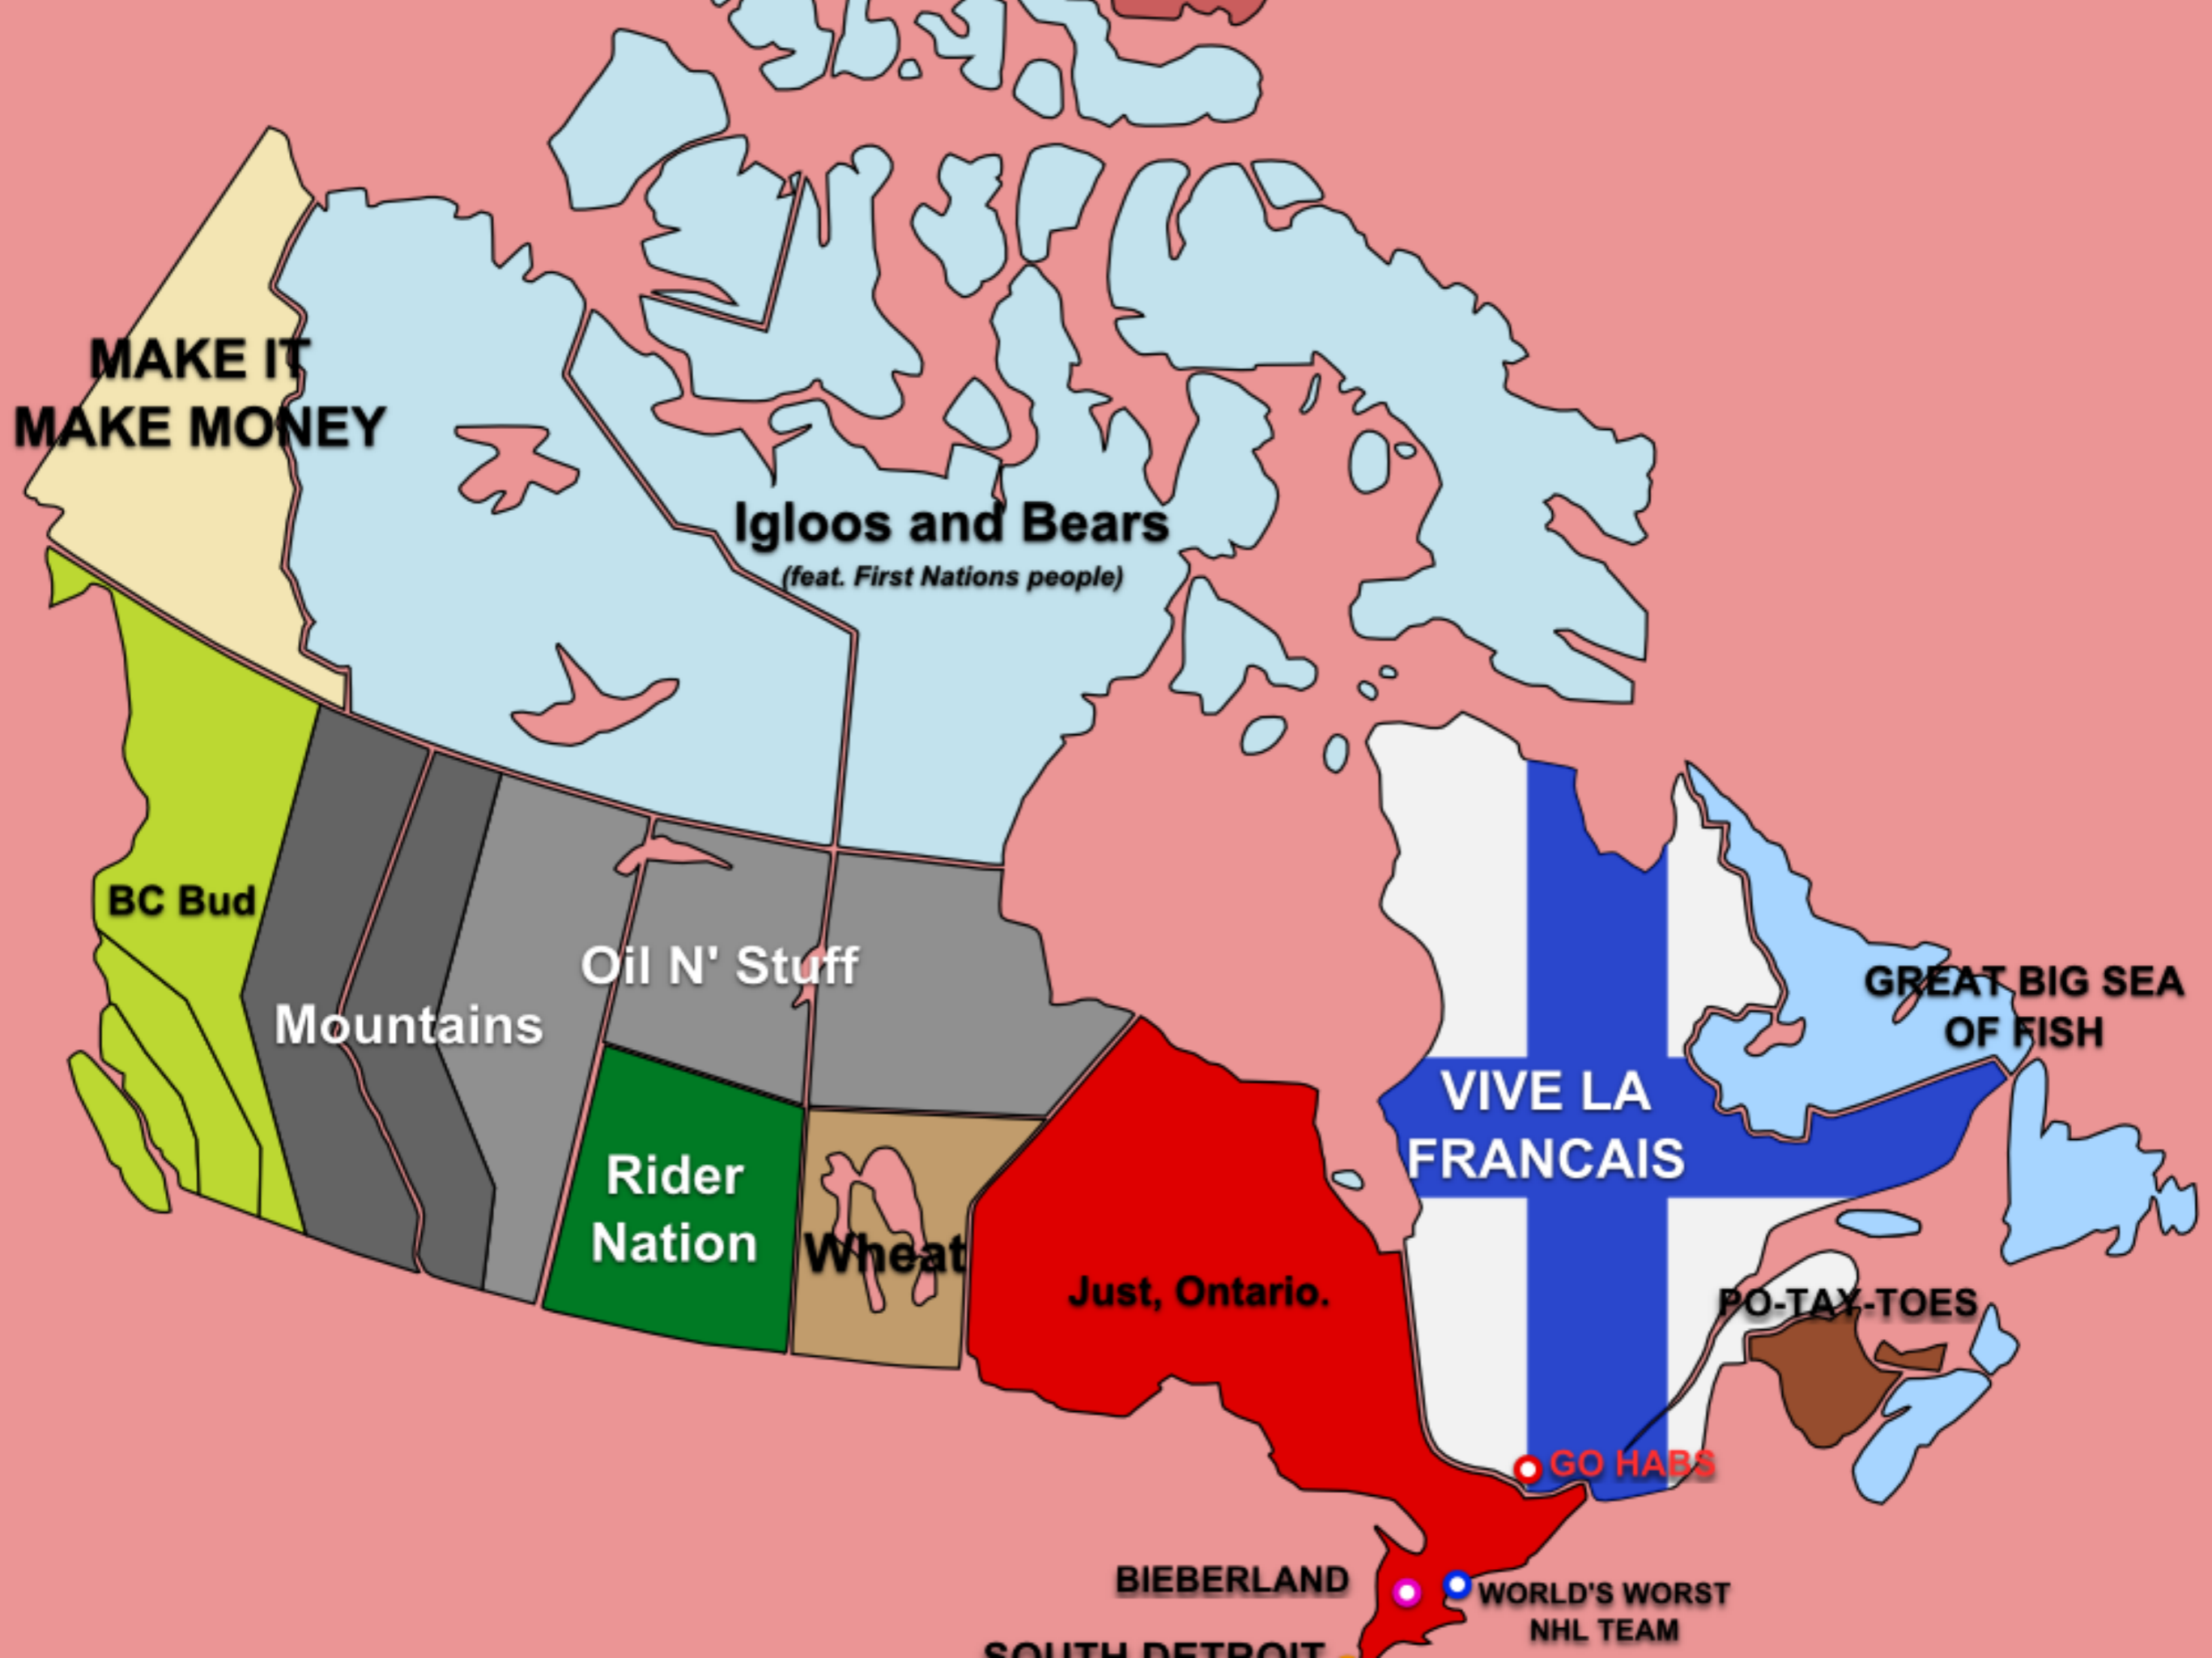 MAKE IT
MAKE MONEY
Igloos and Bears
(feat. First Nations people)
BC Bud
Oil N' Stuff
Mountains
GREAT BIG SEA
OF FISH
VIVE LA
FRANCAIS
Rider
Nation
Wheat
Just, Ontario.
PO-TAY-TOES
GO HABS
BIEBERLAND
WORLD'S WORST
NHL TEAM
SOUTH DETROIT